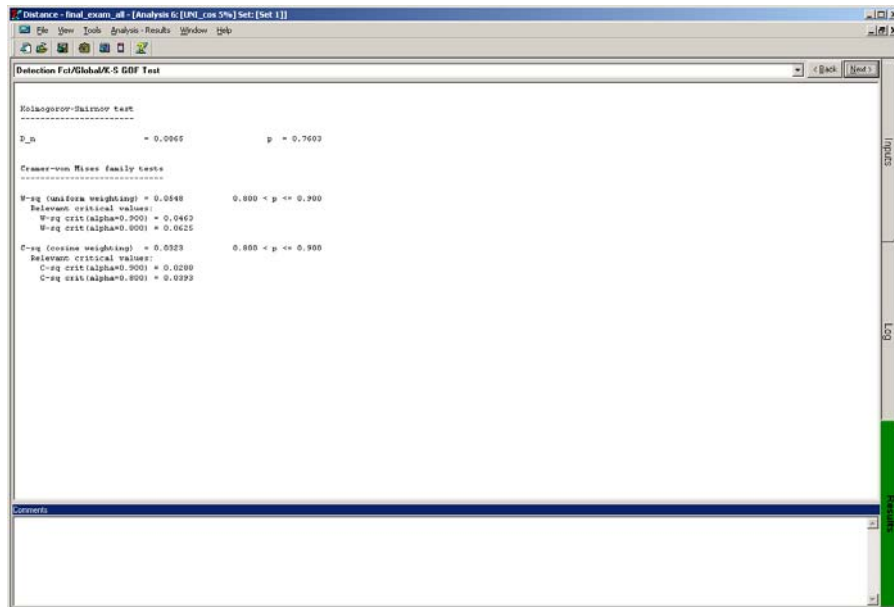 Distance - final_exam_all - [Analysis 6: [UNI_cos 5%] Set: [Set 1]]
File View Tools Analysis - Results Window Help
Detection Fct/Global/K-S GOF Test
< Back Next >
Kolmogorov-Smirnov test
-----------------------
D_n = 0.0865 p = 0.7603
Cramer-von Mises family tests
-----------------------------
W-sq (uniform weighting) = 0.0548 0.800 < p <= 0.900
Relevant critical values:
W-sq crit(alpha=0.900) = 0.0463
W-sq crit(alpha=0.800) = 0.0625
C-sq (cosine weighting) = 0.0323 0.800 < p <= 0.900
Relevant critical values:
C-sq crit(alpha=0.900) = 0.0280
C-sq crit(alpha=0.800) = 0.0393
Inputs
Log
Results
Comments